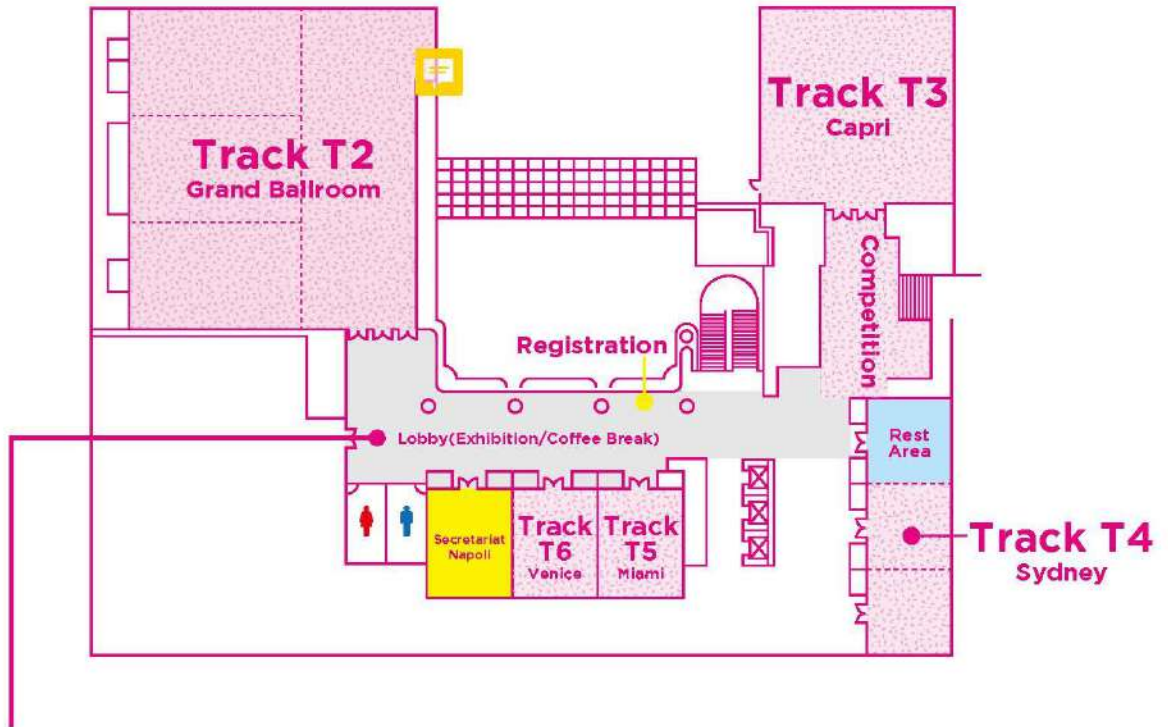 Track T2
Grand Ballroom
Track T3
Capri
Competition
Registration
Lobby(Exhibition/Coffee Break)
Rest
Area
Secretariat
Napoli
Track
T6
Venice
Track
T5
Miami
Track T4
Sydney